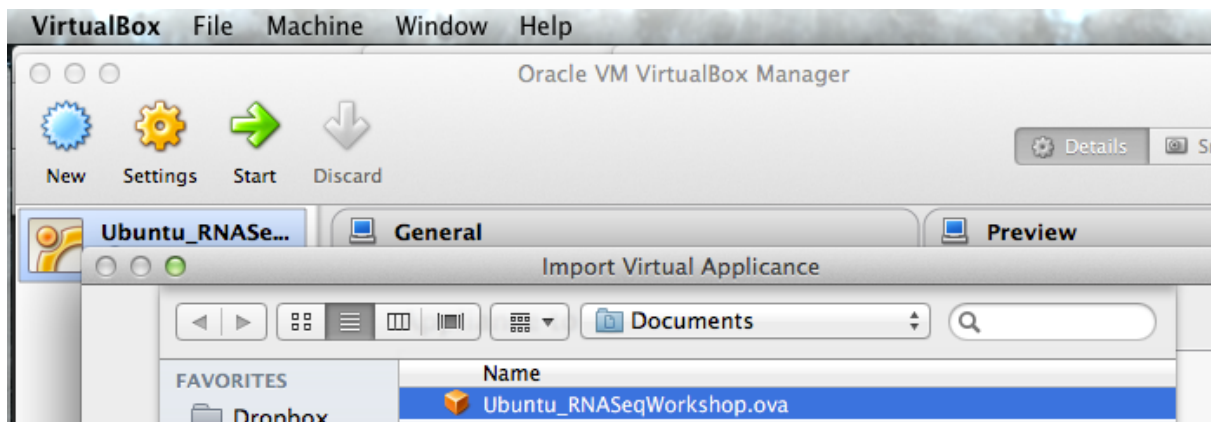 VirtualBox File Machine Window Help
Oracle VM VirtualBox Manager
New Settings Start Discard
Details
Ubuntu_RNASe... General Preview
Import Virtual Applicance
Documents
FAVORITES Name
Dropbox Ubuntu_RNASeqWorkshop.ova